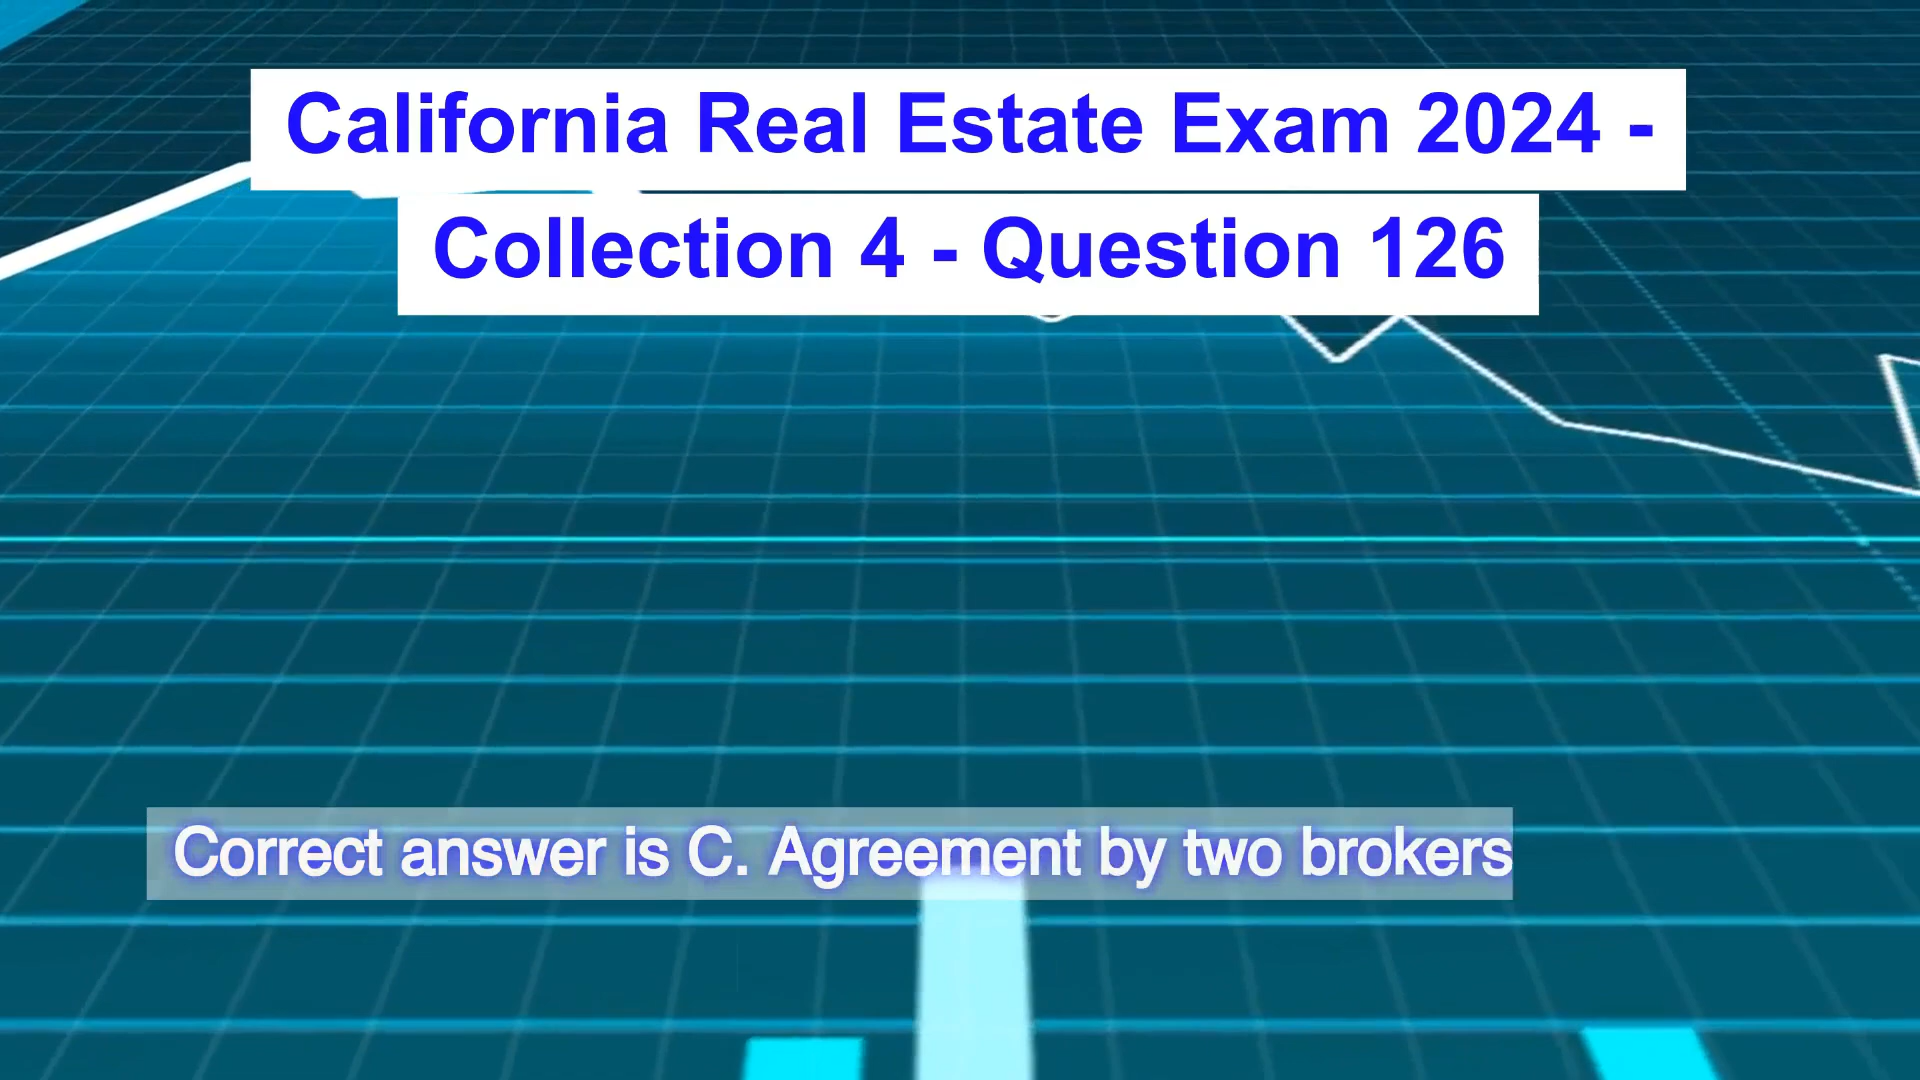 California Real Estate Exam 2024 -
Collection 4 - Question 126
Correct answer is C. Agreement by two brokers